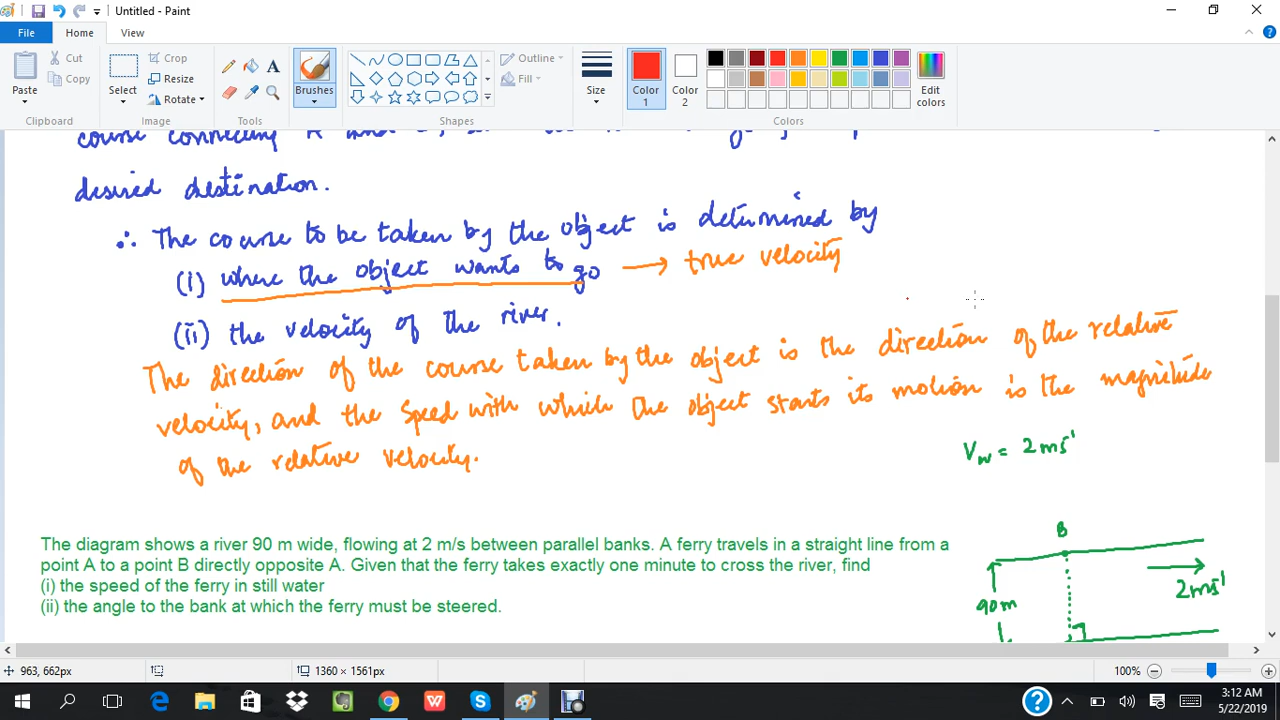 Untitled - Paint
File Home View
Paste
Cut
Copy
Clipboard
Select
Crop
Resize
Rotate
Image
Tools
Brushes
Shapes
Outline
Fill
Size
Color 1
Color 2
Edit colors
Colors
course connecting A and
desired destination.
∴ The course to be taken by the object is determined by
(i) where the object wants to go → true velocity
(ii) the velocity of the river.
The direction of the course taken by the object is the direction of the relative
velocity, and the speed with which the object starts its motion is the magnitude
of the relative velocity.
Vw = 2ms⁻¹
The diagram shows a river 90 m wide, flowing at 2 m/s between parallel banks. A ferry travels in a straight line from a
point A to a point B directly opposite A. Given that the ferry takes exactly one minute to cross the river, find
(i) the speed of the ferry in still water
(ii) the angle to the bank at which the ferry must be steered.
B
2ms⁻¹
90m
963, 662px
1360 × 1561px
100%
3:12 AM
5/22/2019